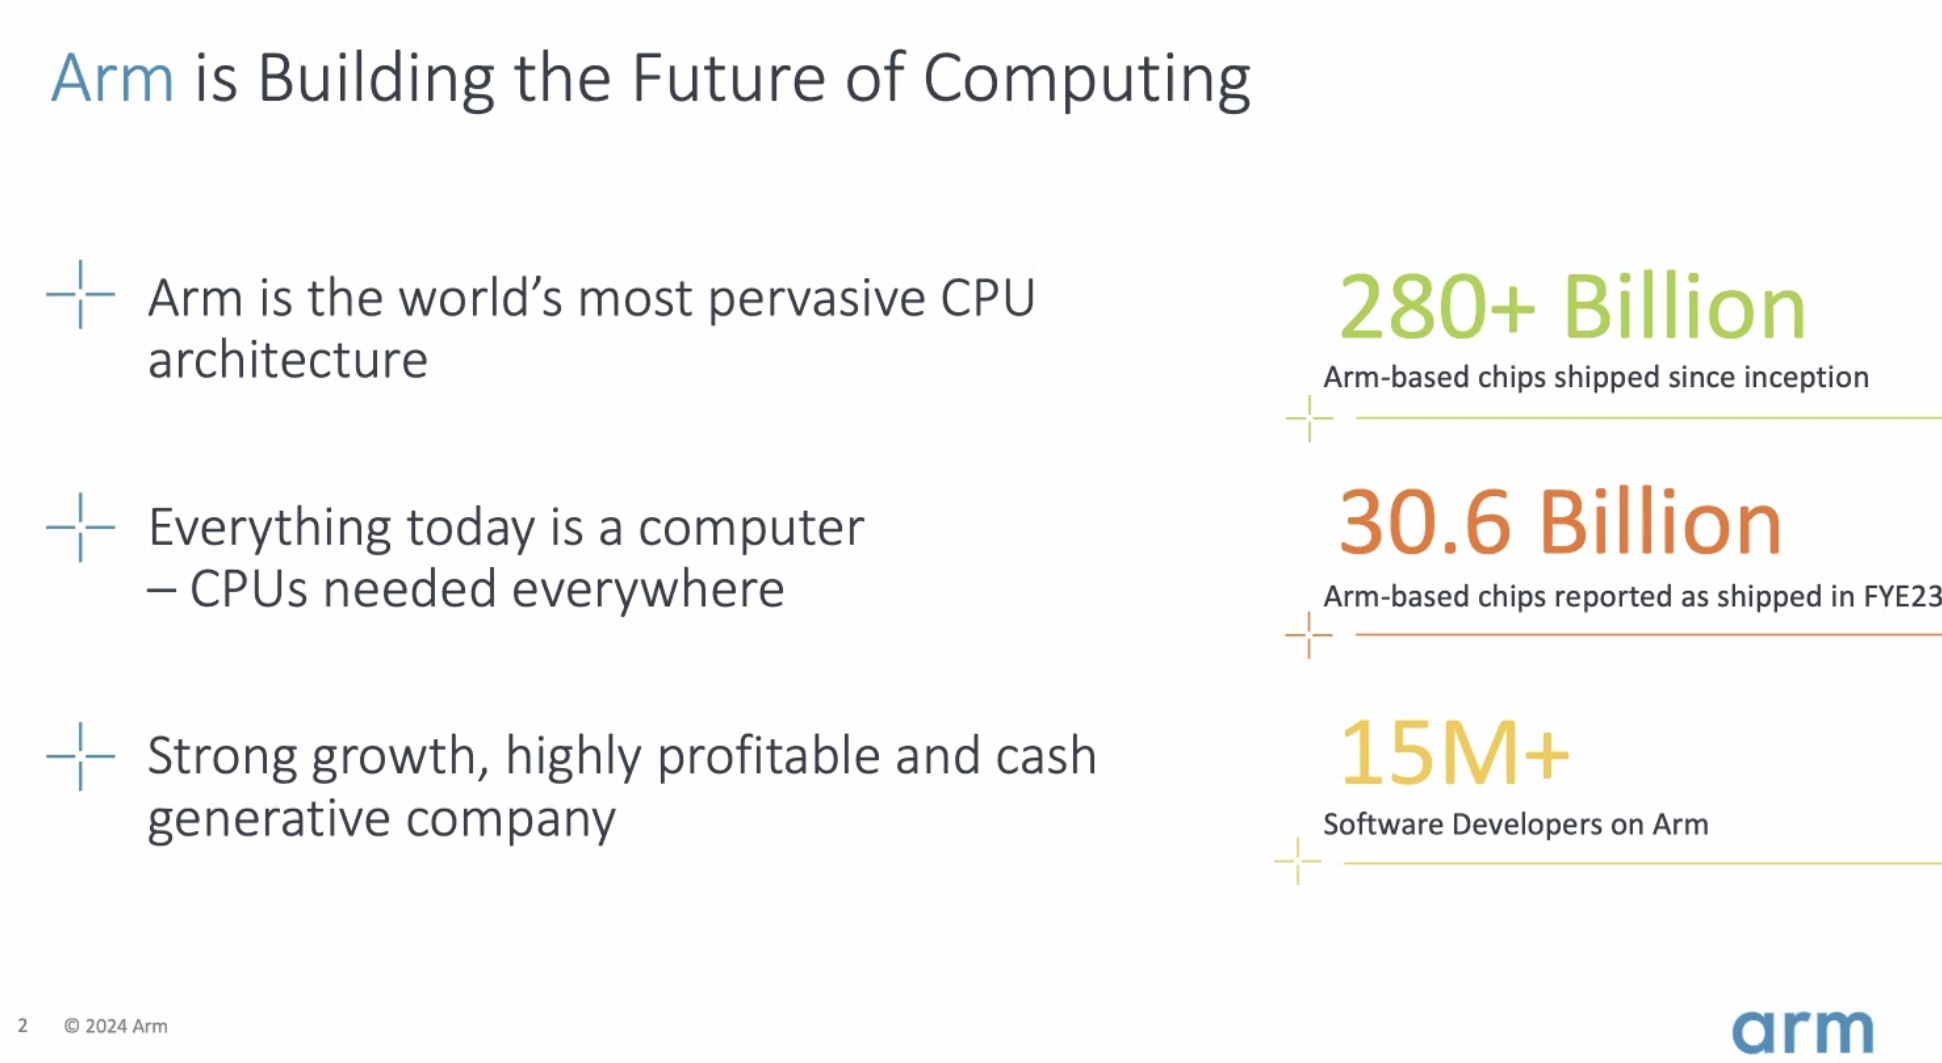 Arm is Building the Future of Computing
Arm is the world's most pervasive CPU
architecture
Everything today is a computer
– CPUs needed everywhere
Strong growth, highly profitable and cash
generative company
280+ Billion
Arm-based chips shipped since inception
30.6 Billion
Arm-based chips reported as shipped in FYE23
15M+
Software Developers on Arm
2 © 2024 Arm
arm